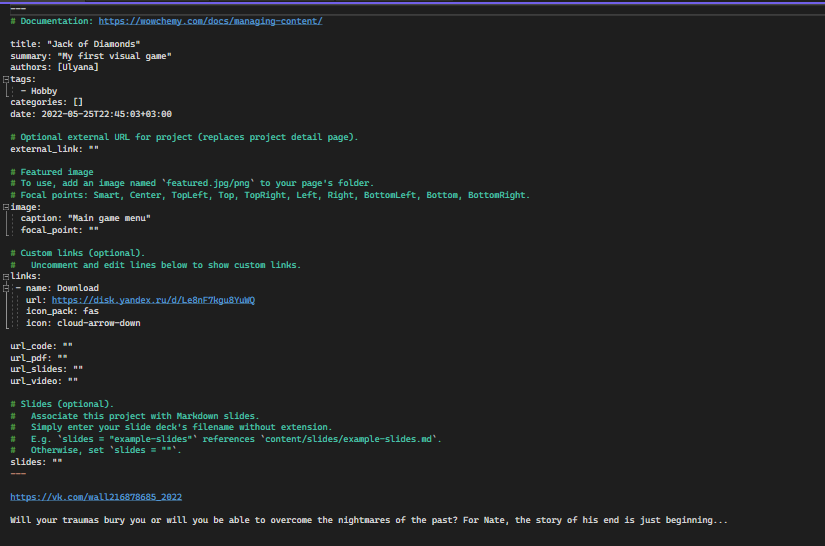 ---
# Documentation: https://wowchemy.com/docs/managing-content/
title: "Jack of Diamonds"
summary: "My first visual game"
authors: [Ulyana]
tags:
- Hobby
categories: []
date: 2022-05-25T22:45:03+03:00
# Optional external URL for project (replaces project detail page).
external_link: ""
# Featured image
# To use, add an image named `featured.jpg/png` to your page's folder.
# Focal points: Smart, Center, TopLeft, Top, TopRight, Left, Right, BottomLeft, Bottom, BottomRight.
image:
caption: "Main game menu"
focal_point: ""
# Custom links (optional).
#   Uncomment and edit lines below to show custom links.
links:
- name: Download
url: https://disk.yandex.ru/d/Le8nF7kgu8YuWQ
icon_pack: fas
icon: cloud-arrow-down
url_code: ""
url_pdf: ""
url_slides: ""
url_video: ""
# Slides (optional).
#   Associate this project with Markdown slides.
#   Simply enter your slide deck's filename without extension.
#   E.g. `slides = "example-slides"` references `content/slides/example-slides.md`.
#   Otherwise, set `slides = ""`.
slides: ""
---
https://vk.com/wall216878685_2022
Will your traumas bury you or will you be able to overcome the nightmares of the past? For Nate, the story of his end is just beginning...